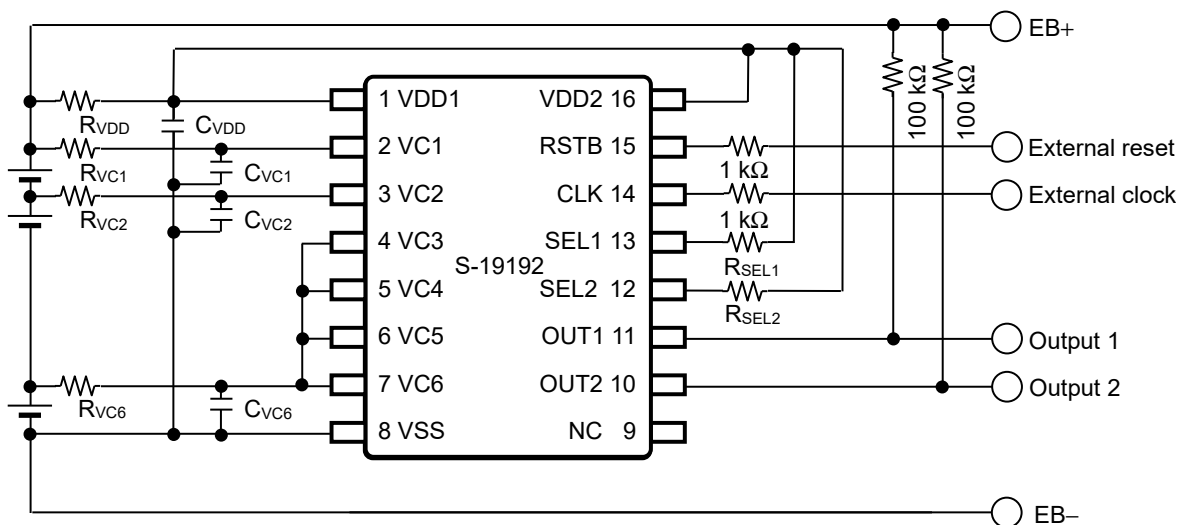 EB+
100 kΩ
100 kΩ
RVDD
CVDD
1 VDD1
VDD2 16
RVC1
CVC1
2 VC1
RSTB 15
1 kΩ
External reset
RVC2
CVC2
3 VC2
CLK 14
1 kΩ
External clock
4 VC3
SEL1 13
RSEL1
S-19192
5 VC4
SEL2 12
RSEL2
6 VC5
OUT1 11
Output 1
RVC6
CVC6
7 VC6
OUT2 10
Output 2
8 VSS
NC 9
EB−